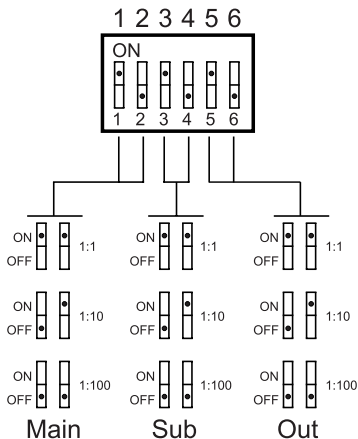 1 2 3 4 5 6
ON
1 2 3 4 5 6
ON 1:1 ON 1:1 ON 1:1
OFF OFF OFF
ON ON ON
1:10 1:10 1:10
OFF OFF OFF
ON ON ON
1:100 1:100 1:100
OFF OFF OFF
Main Sub Out